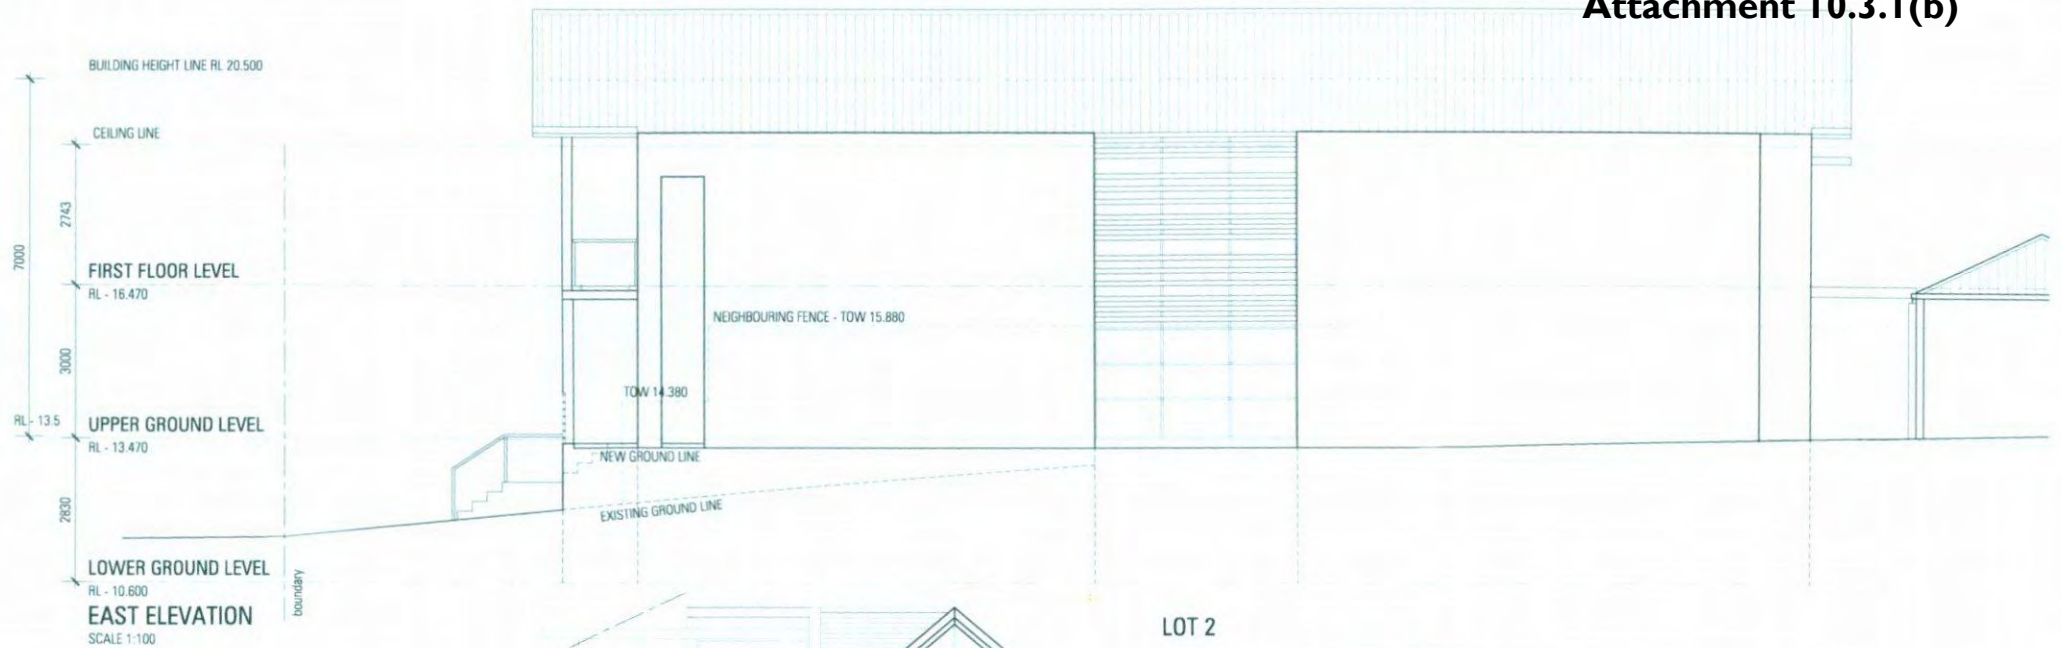 Attachment 10.3.1(b)
BUILDING HEIGHT LINE RL 20.500
CEILING LINE
2743
7000
FIRST FLOOR LEVEL
RL - 16.470
NEIGHBOURING FENCE - TOW 15.880
3000
TOW 14.380
RL - 13.5
UPPER GROUND LEVEL
RL - 13.470
NEW GROUND LINE
2830
EXISTING GROUND LINE
LOWER GROUND LEVEL
RL - 10.600
boundary
EAST ELEVATION
SCALE 1:100
LOT 2